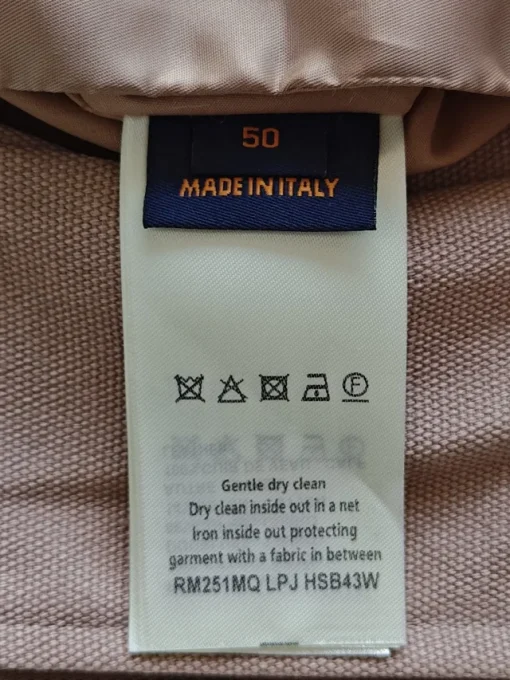 50
MADE IN ITALY
F
Gentle dry clean
Dry clean inside out in a net
Iron inside out protecting
garment with a fabric in between
RM251MQ LPJ HSB43W